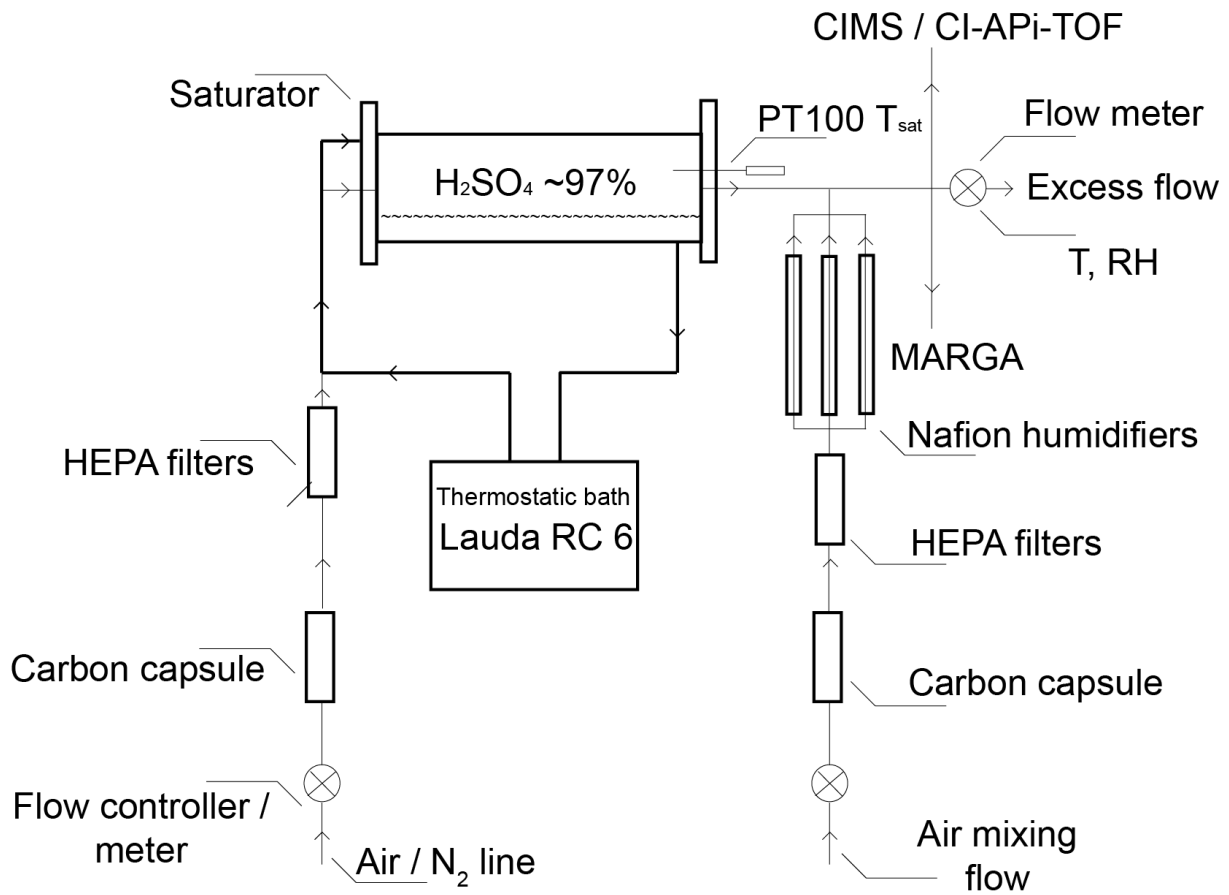 CIMS / CI-APi-TOF
Saturator
PT100 Tsat
Flow meter
H₂SO₄ ~97%
Excess flow
T, RH
MARGA
Nafion humidifiers
HEPA filters
Thermostatic bath
Lauda RC 6
HEPA filters
Carbon capsule
Carbon capsule
Flow controller /
meter
Air / N₂ line
Air mixing
flow